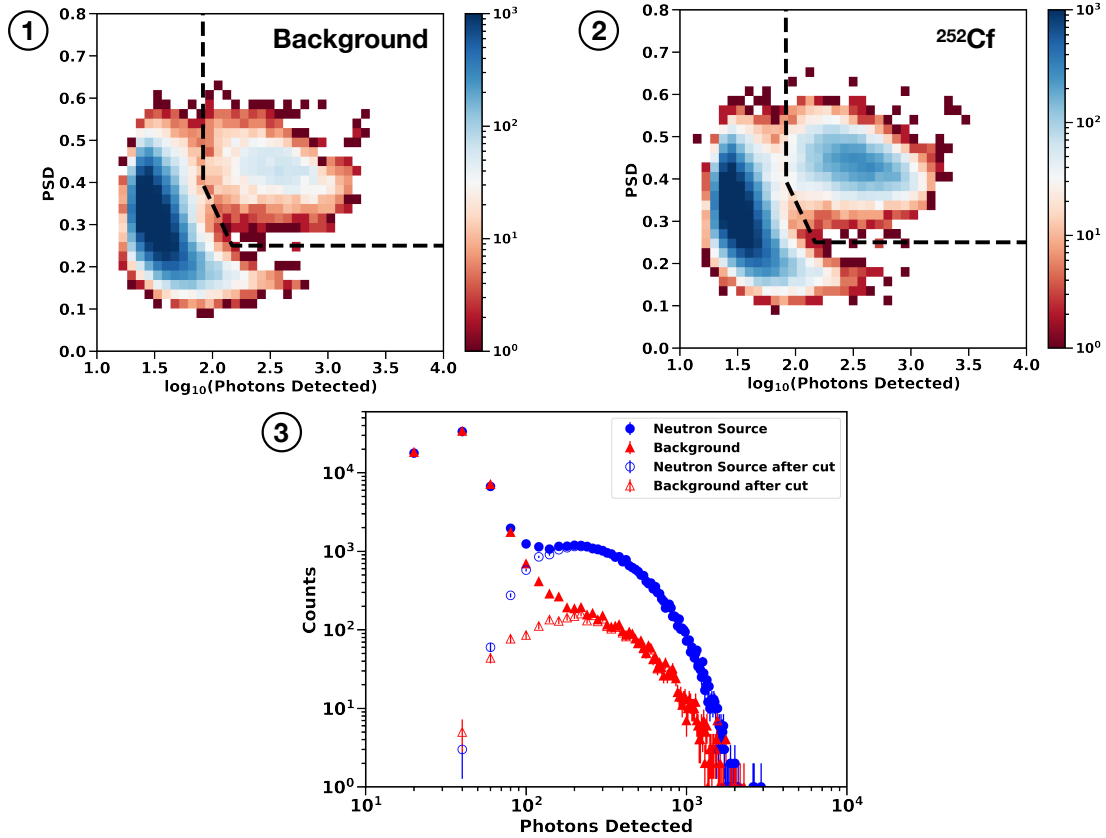 1
Background
0.8
0.7
0.6
0.5
0.4
0.3
0.2
0.1
0.0
PSD
1.0 1.5 2.0 2.5 3.0 3.5 4.0
log₁₀(Photons Detected)
10³
10²
10¹
10⁰
2
²⁵²Cf
0.8
0.7
0.6
0.5
0.4
0.3
0.2
0.1
0.0
PSD
1.0 1.5 2.0 2.5 3.0 3.5 4.0
log₁₀(Photons Detected)
10³
10²
10¹
10⁰
3
Neutron Source
Background
Neutron Source after cut
Background after cut
10⁴
10³
10²
10¹
10⁰
Counts
10¹ 10² 10³ 10⁴
Photons Detected